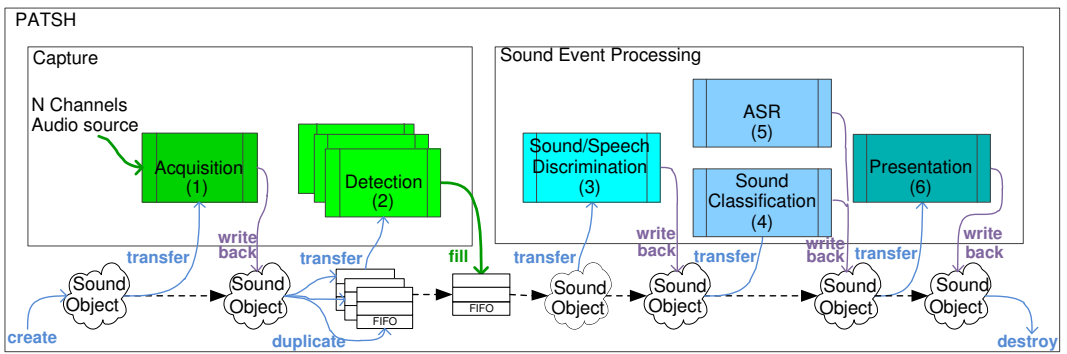 PATSH
Capture
N Channels
Audio source
Acquisition
(1)
Detection
(2)
Sound Event Processing
Sound/Speech
Discrimination
(3)
ASR
(5)
Sound
Classification
(4)
Presentation
(6)
transfer
write
back
transfer
fill
transfer
write
back
transfer
write
back
transfer
write
back
create
Sound
Object
Sound
Object
duplicate
FIFO
FIFO
Sound
Object
Sound
Object
Sound
Object
Sound
Object
destroy